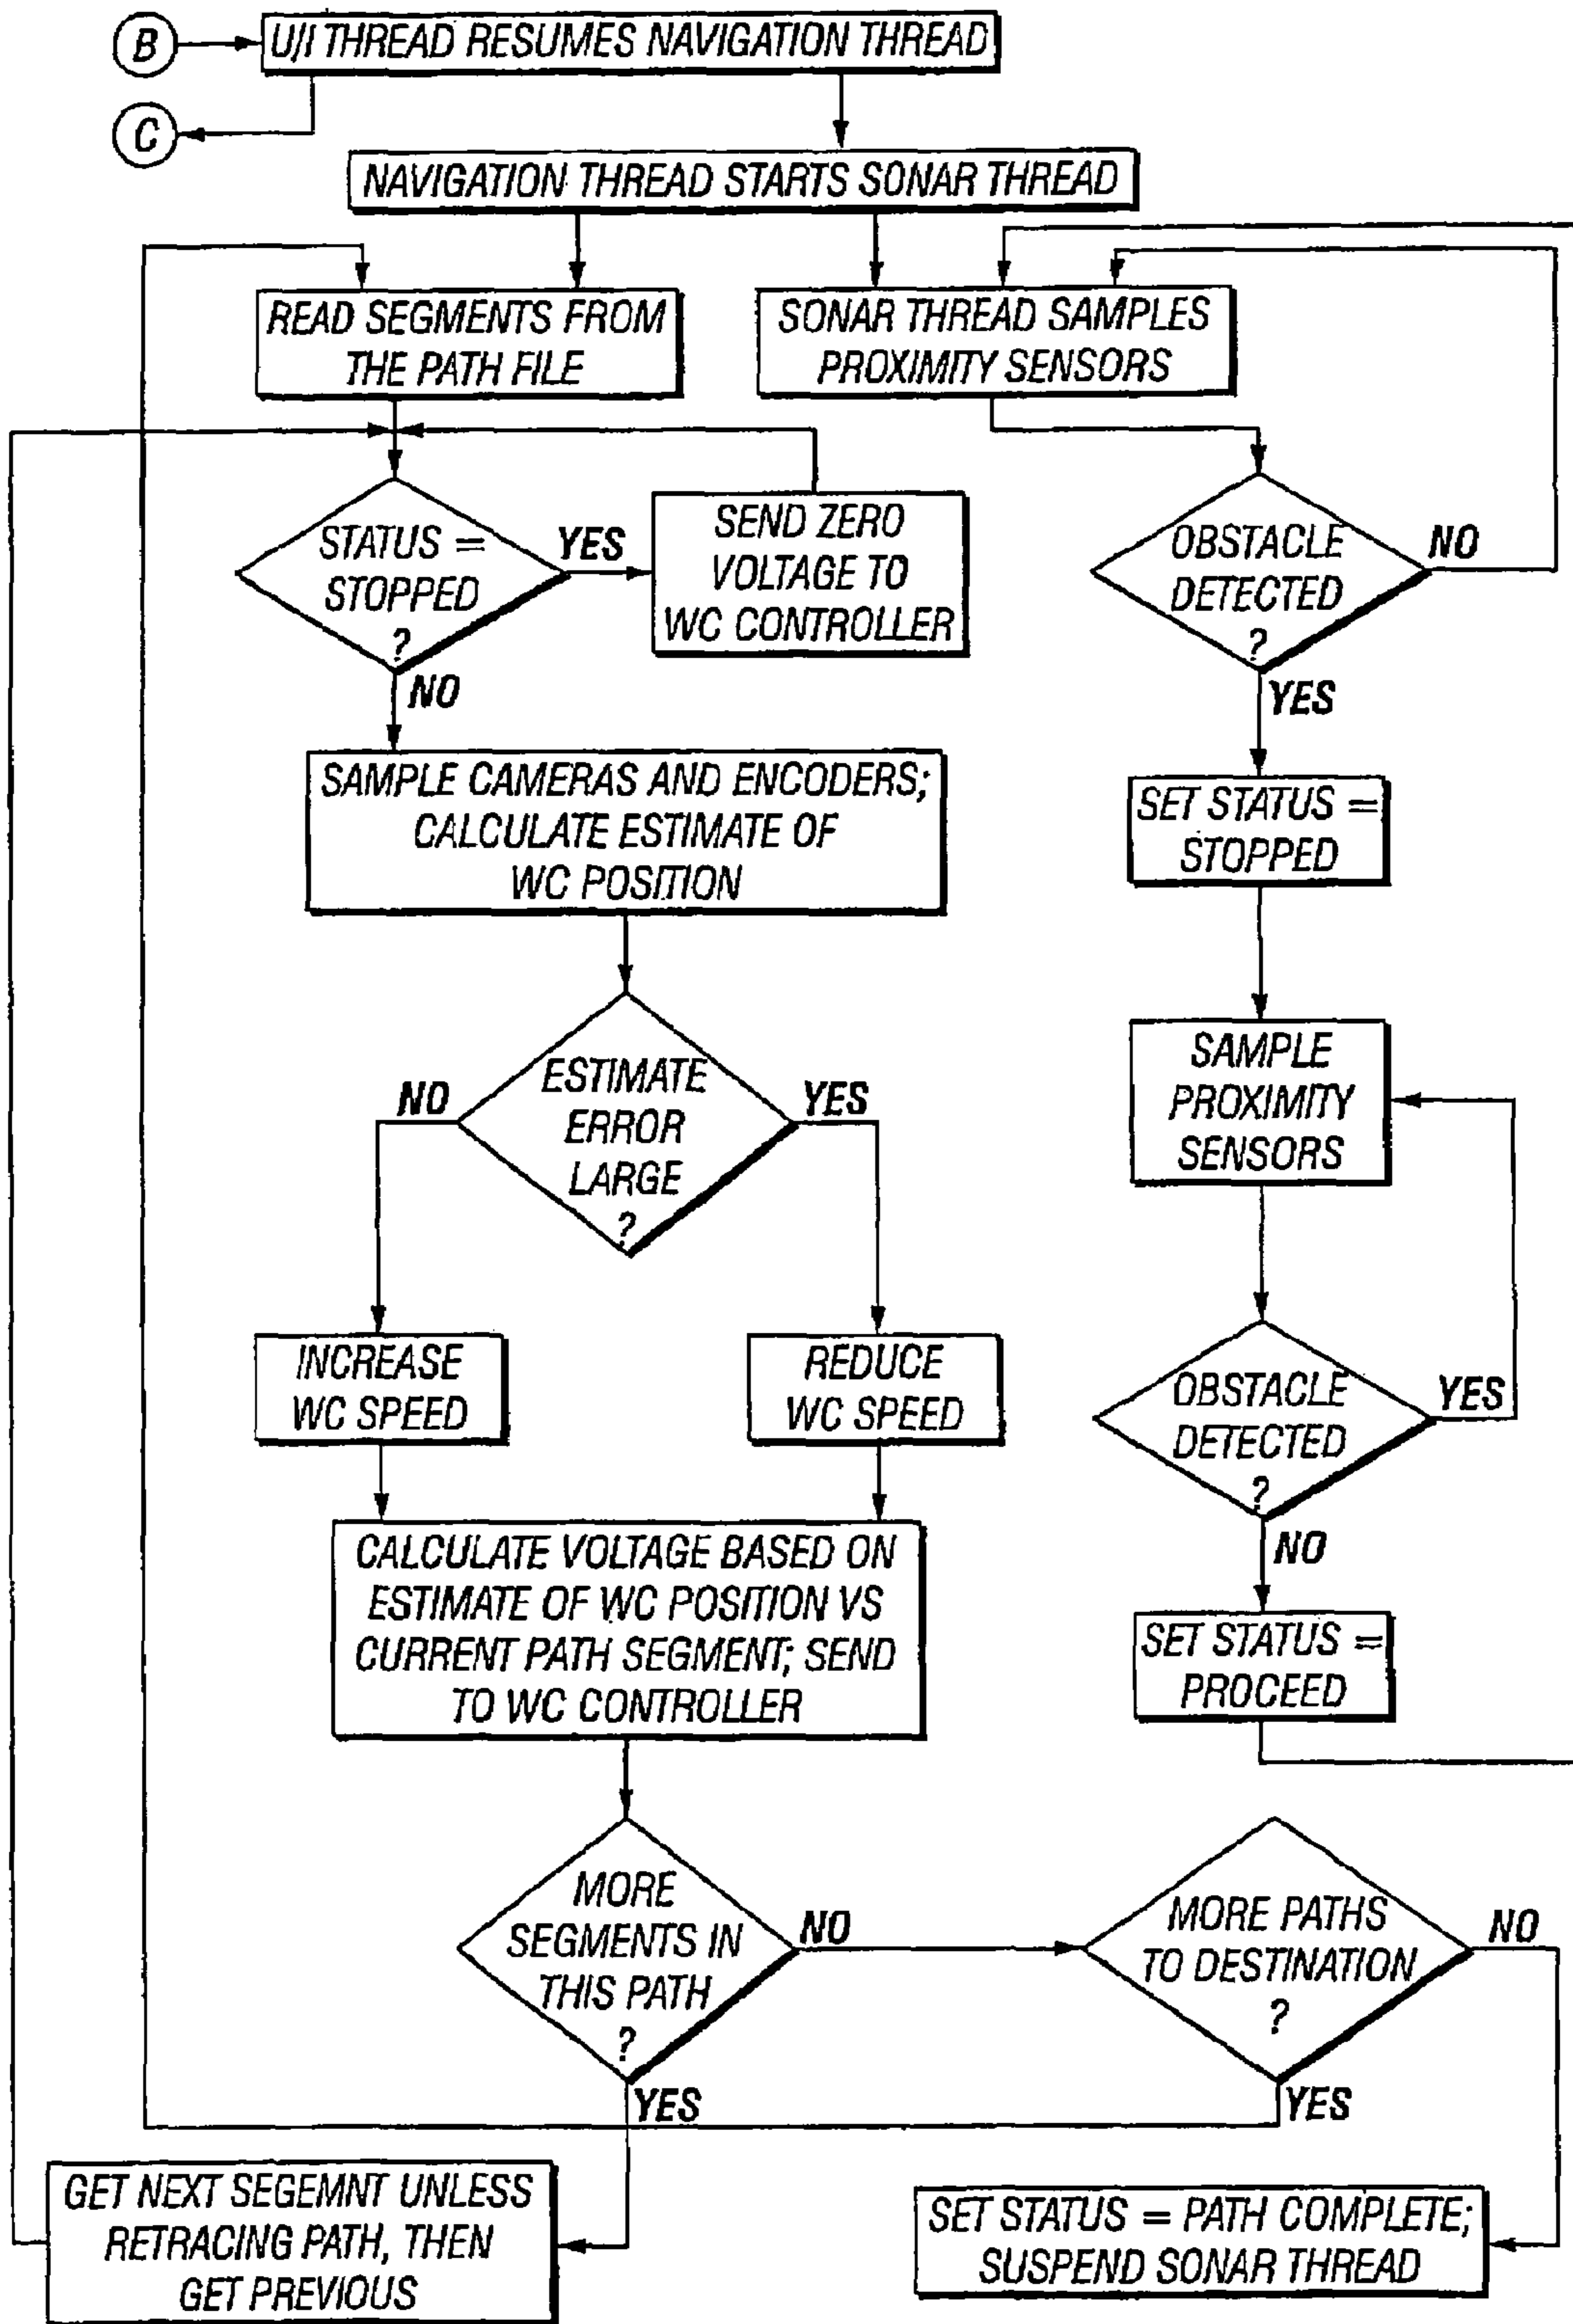 B
U/I THREAD RESUMES NAVIGATION THREAD
C
NAVIGATION THREAD STARTS SONAR THREAD
READ SEGMENTS FROM
THE PATH FILE
SONAR THREAD SAMPLES
PROXIMITY SENSORS
STATUS =
STOPPED
?
YES
NO
SEND ZERO
VOLTAGE TO
WC CONTROLLER
OBSTACLE
DETECTED
?
NO
YES
SAMPLE CAMERAS AND ENCODERS;
CALCULATE ESTIMATE OF
WC POSITION
SET STATUS =
STOPPED
ESTIMATE
ERROR
LARGE
?
NO
YES
SAMPLE
PROXIMITY
SENSORS
INCREASE
WC SPEED
REDUCE
WC SPEED
OBSTACLE
DETECTED
?
YES
NO
CALCULATE VOLTAGE BASED ON
ESTIMATE OF WC POSITION VS
CURRENT PATH SEGMENT; SEND
TO WC CONTROLLER
SET STATUS =
PROCEED
MORE
SEGMENTS IN
THIS PATH
?
NO
YES
MORE PATHS
TO DESTINATION
?
NO
YES
GET NEXT SEGEMNT UNLESS
RETRACING PATH, THEN
GET PREVIOUS
SET STATUS = PATH COMPLETE;
SUSPEND SONAR THREAD